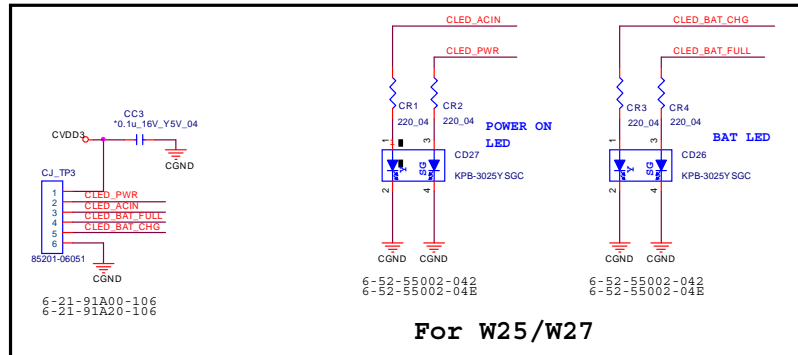 CLED_ACIN
CLED_PWR
CLED_BAT_CHG
CLED_BAT_FULL
CC3
*0.1u_16V_Y5V_04
CVDD3
CGND
CJ_TP3
1
2
3
4
5
6
CLED_PWR
CLED_ACIN
CLED_BAT_FULL
CLED_BAT_CHG
85201-06051
CGND
6-21-91A00-106
6-21-91A20-106
CR1
220_04
CR2
220_04
POWER ON
LED
1
3
Y
SG
2
4
CD27
KPB-3025YSGC
CGND
CGND
6-52-55002-042
6-52-55002-04E
CR3
220_04
CR4
220_04
BAT LED
1
3
Y
SG
2
4
CD26
KPB-3025YSGC
CGND
CGND
6-52-55002-042
6-52-55002-04E
For W25/W27